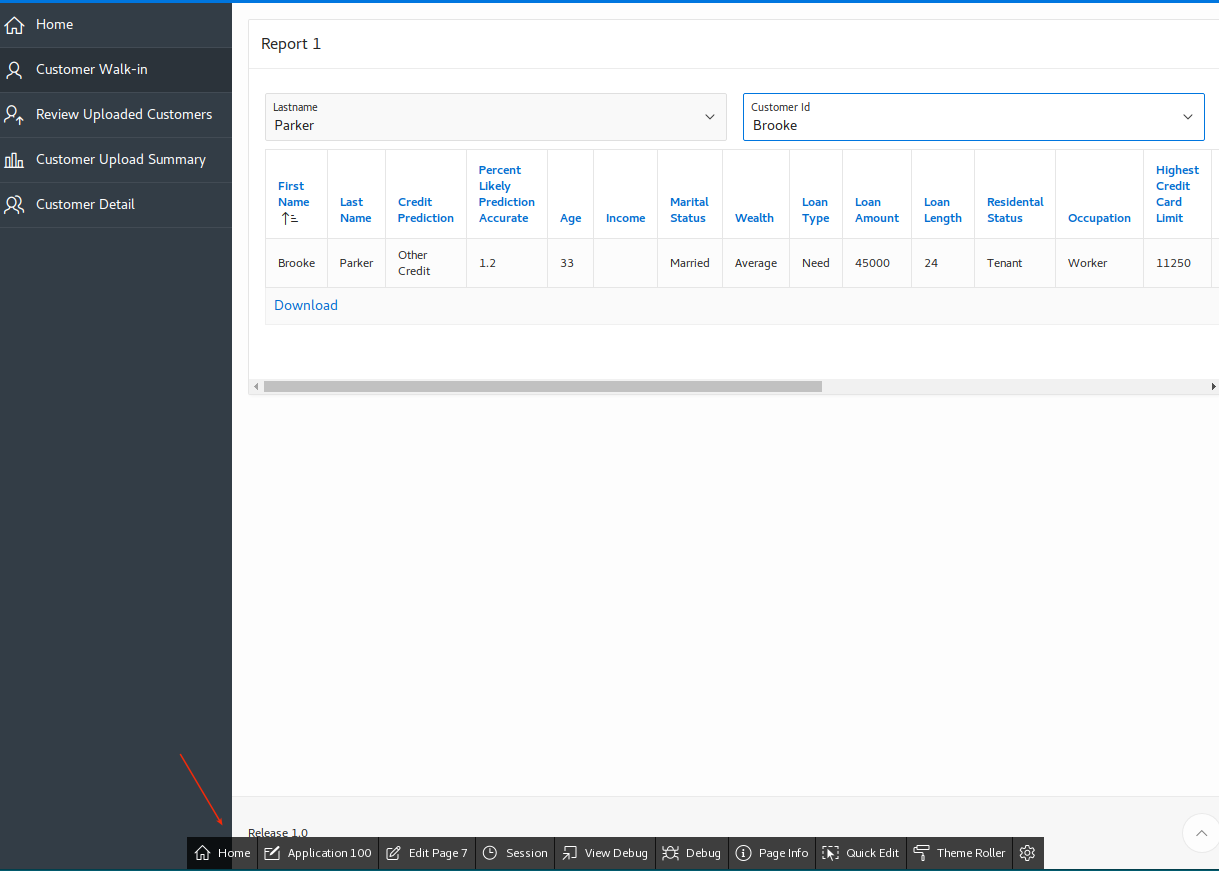 Home
Customer Walk-in
Review Uploaded Customers
Customer Upload Summary
Customer Detail
Report 1
Lastname
Parker
Customer Id
Brooke
First Name
Last Name
Credit Prediction
Percent Likely Prediction Accurate
Age
Income
Marital Status
Wealth
Loan Type
Loan Amount
Loan Length
Residental Status
Occupation
Highest Credit Card Limit
Brooke
Parker
Other Credit
1.2
33
Married
Average
Need
45000
24
Tenant
Worker
11250
Download
Release 1.0
Home
Application 100
Edit Page 7
Session
View Debug
Debug
Page Info
Quick Edit
Theme Roller